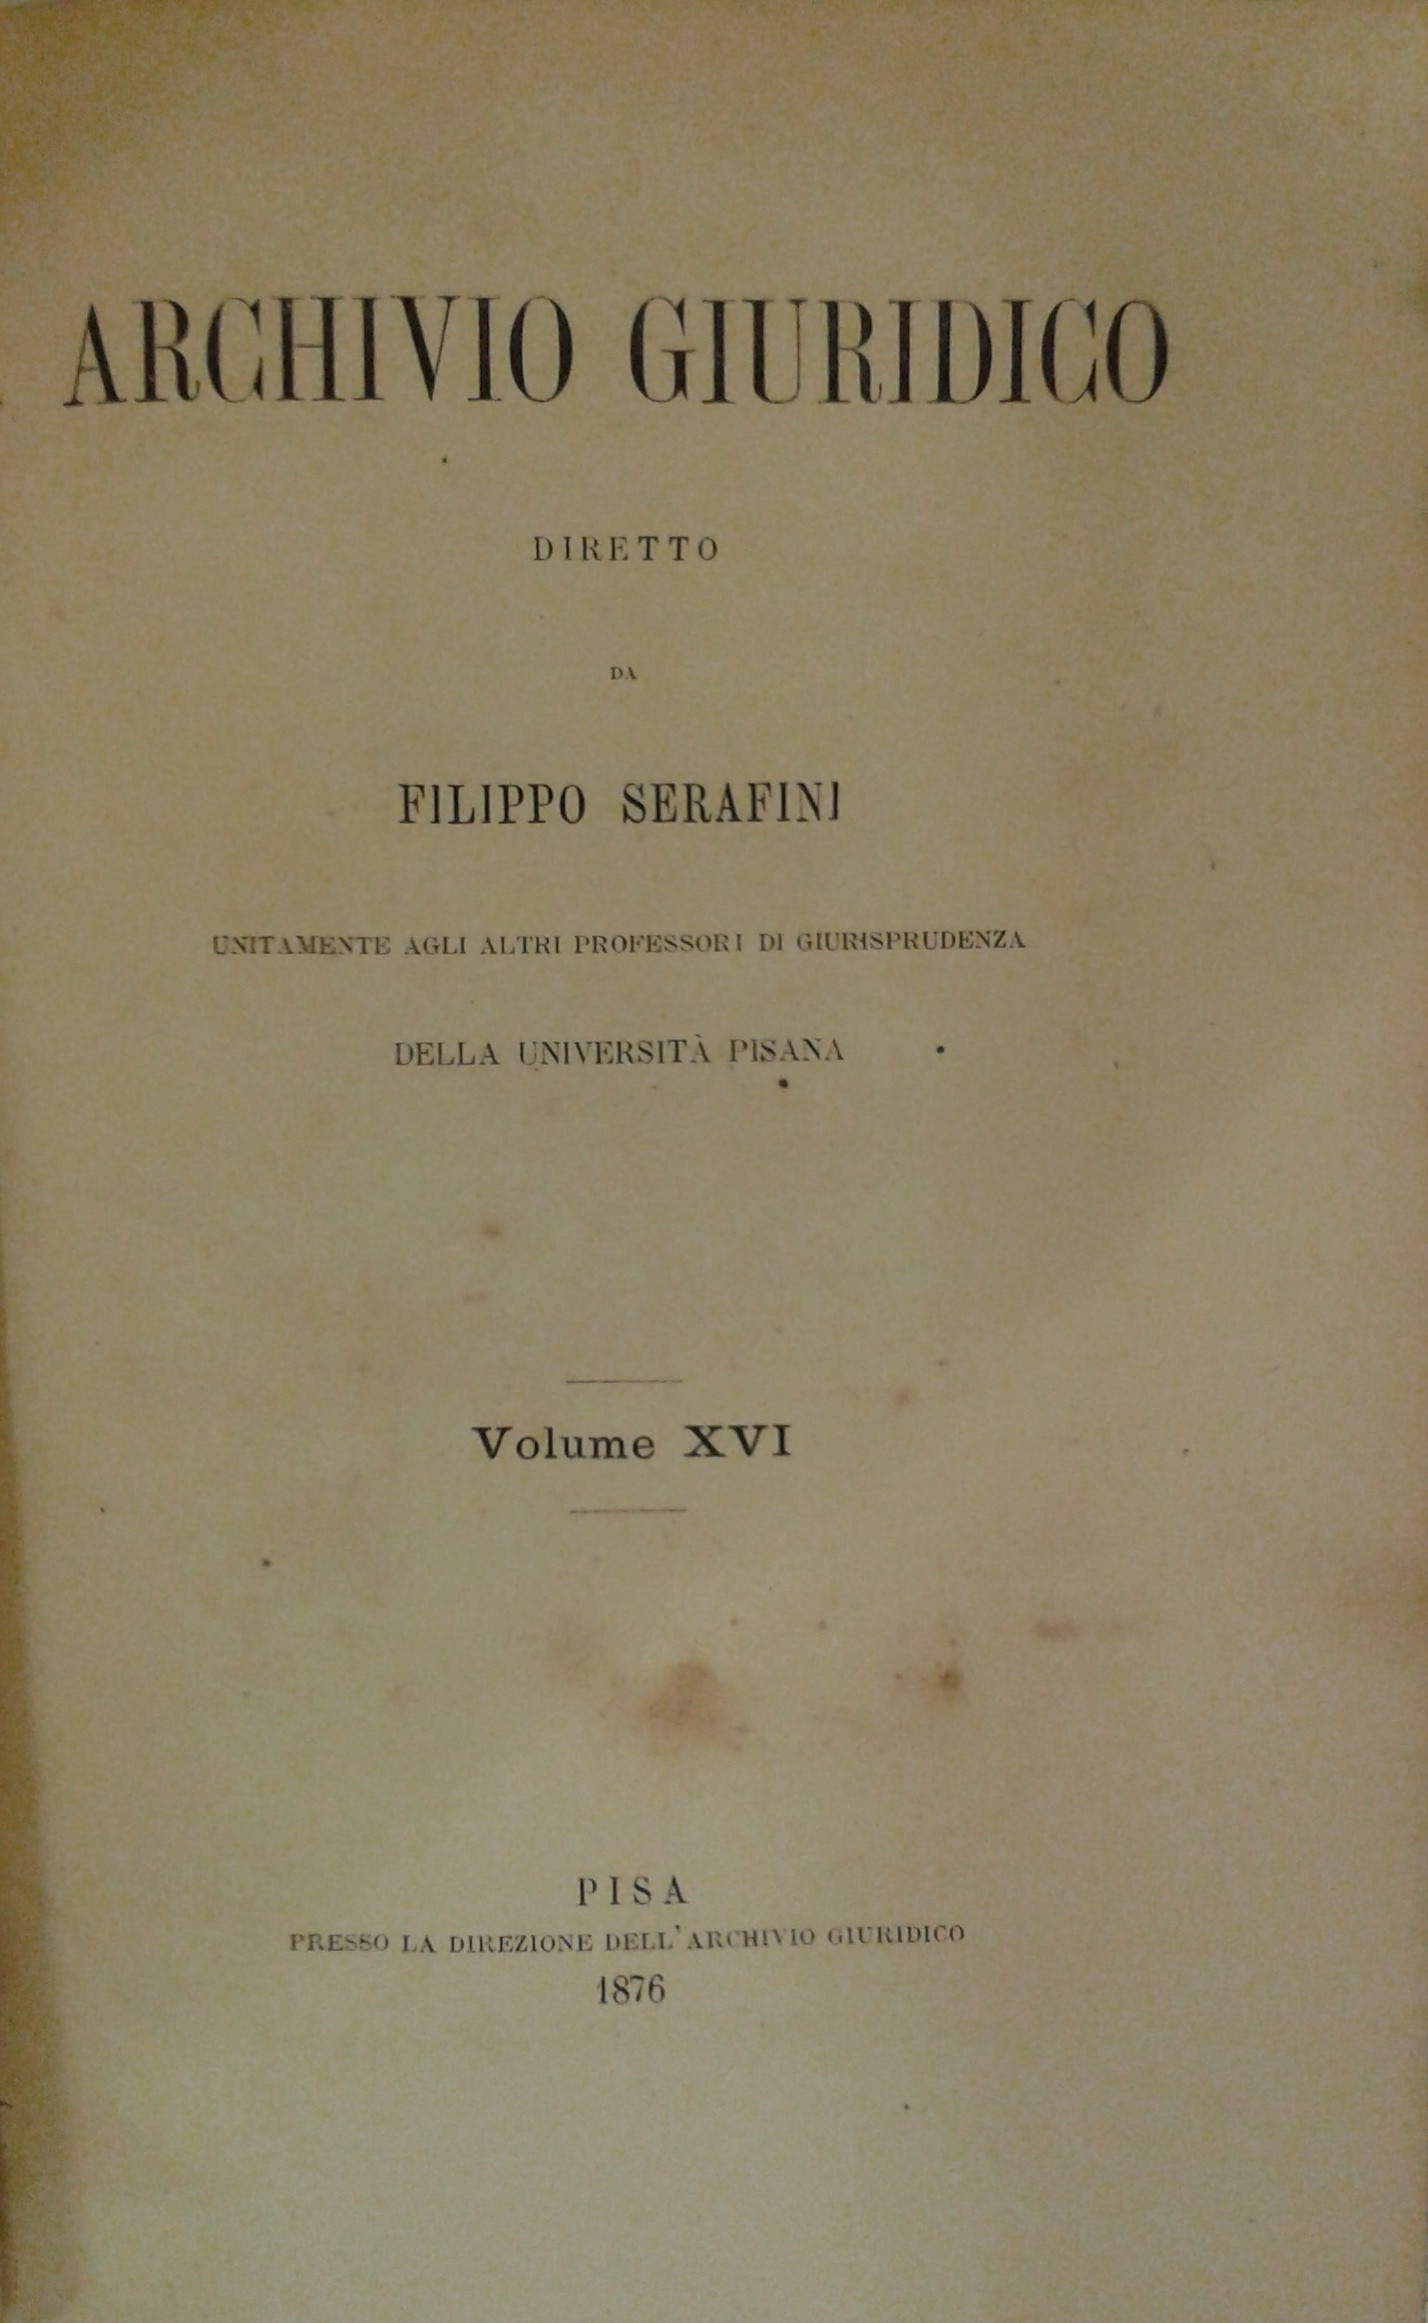 ARCHIVIO GIURIDICO
DIRETTO
DA
FILIPPO SERAFINI
UNITAMENTE AGLI ALTRI PROFESSORI DI GIURISPRUDENZA
DELLA UNIVERSITÀ PISANA
Volume XVI
PISA
PRESSO LA DIREZIONE DELL'ARCHIVIO GIURIDICO
1876